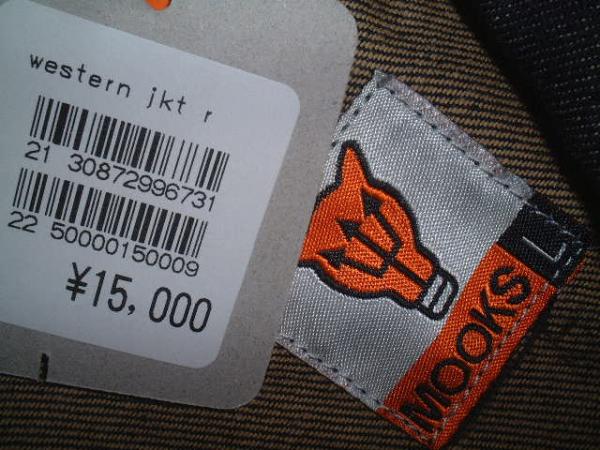 western jkt r
21 30872996731
22 50000150009
¥15,000
L
MOOKS